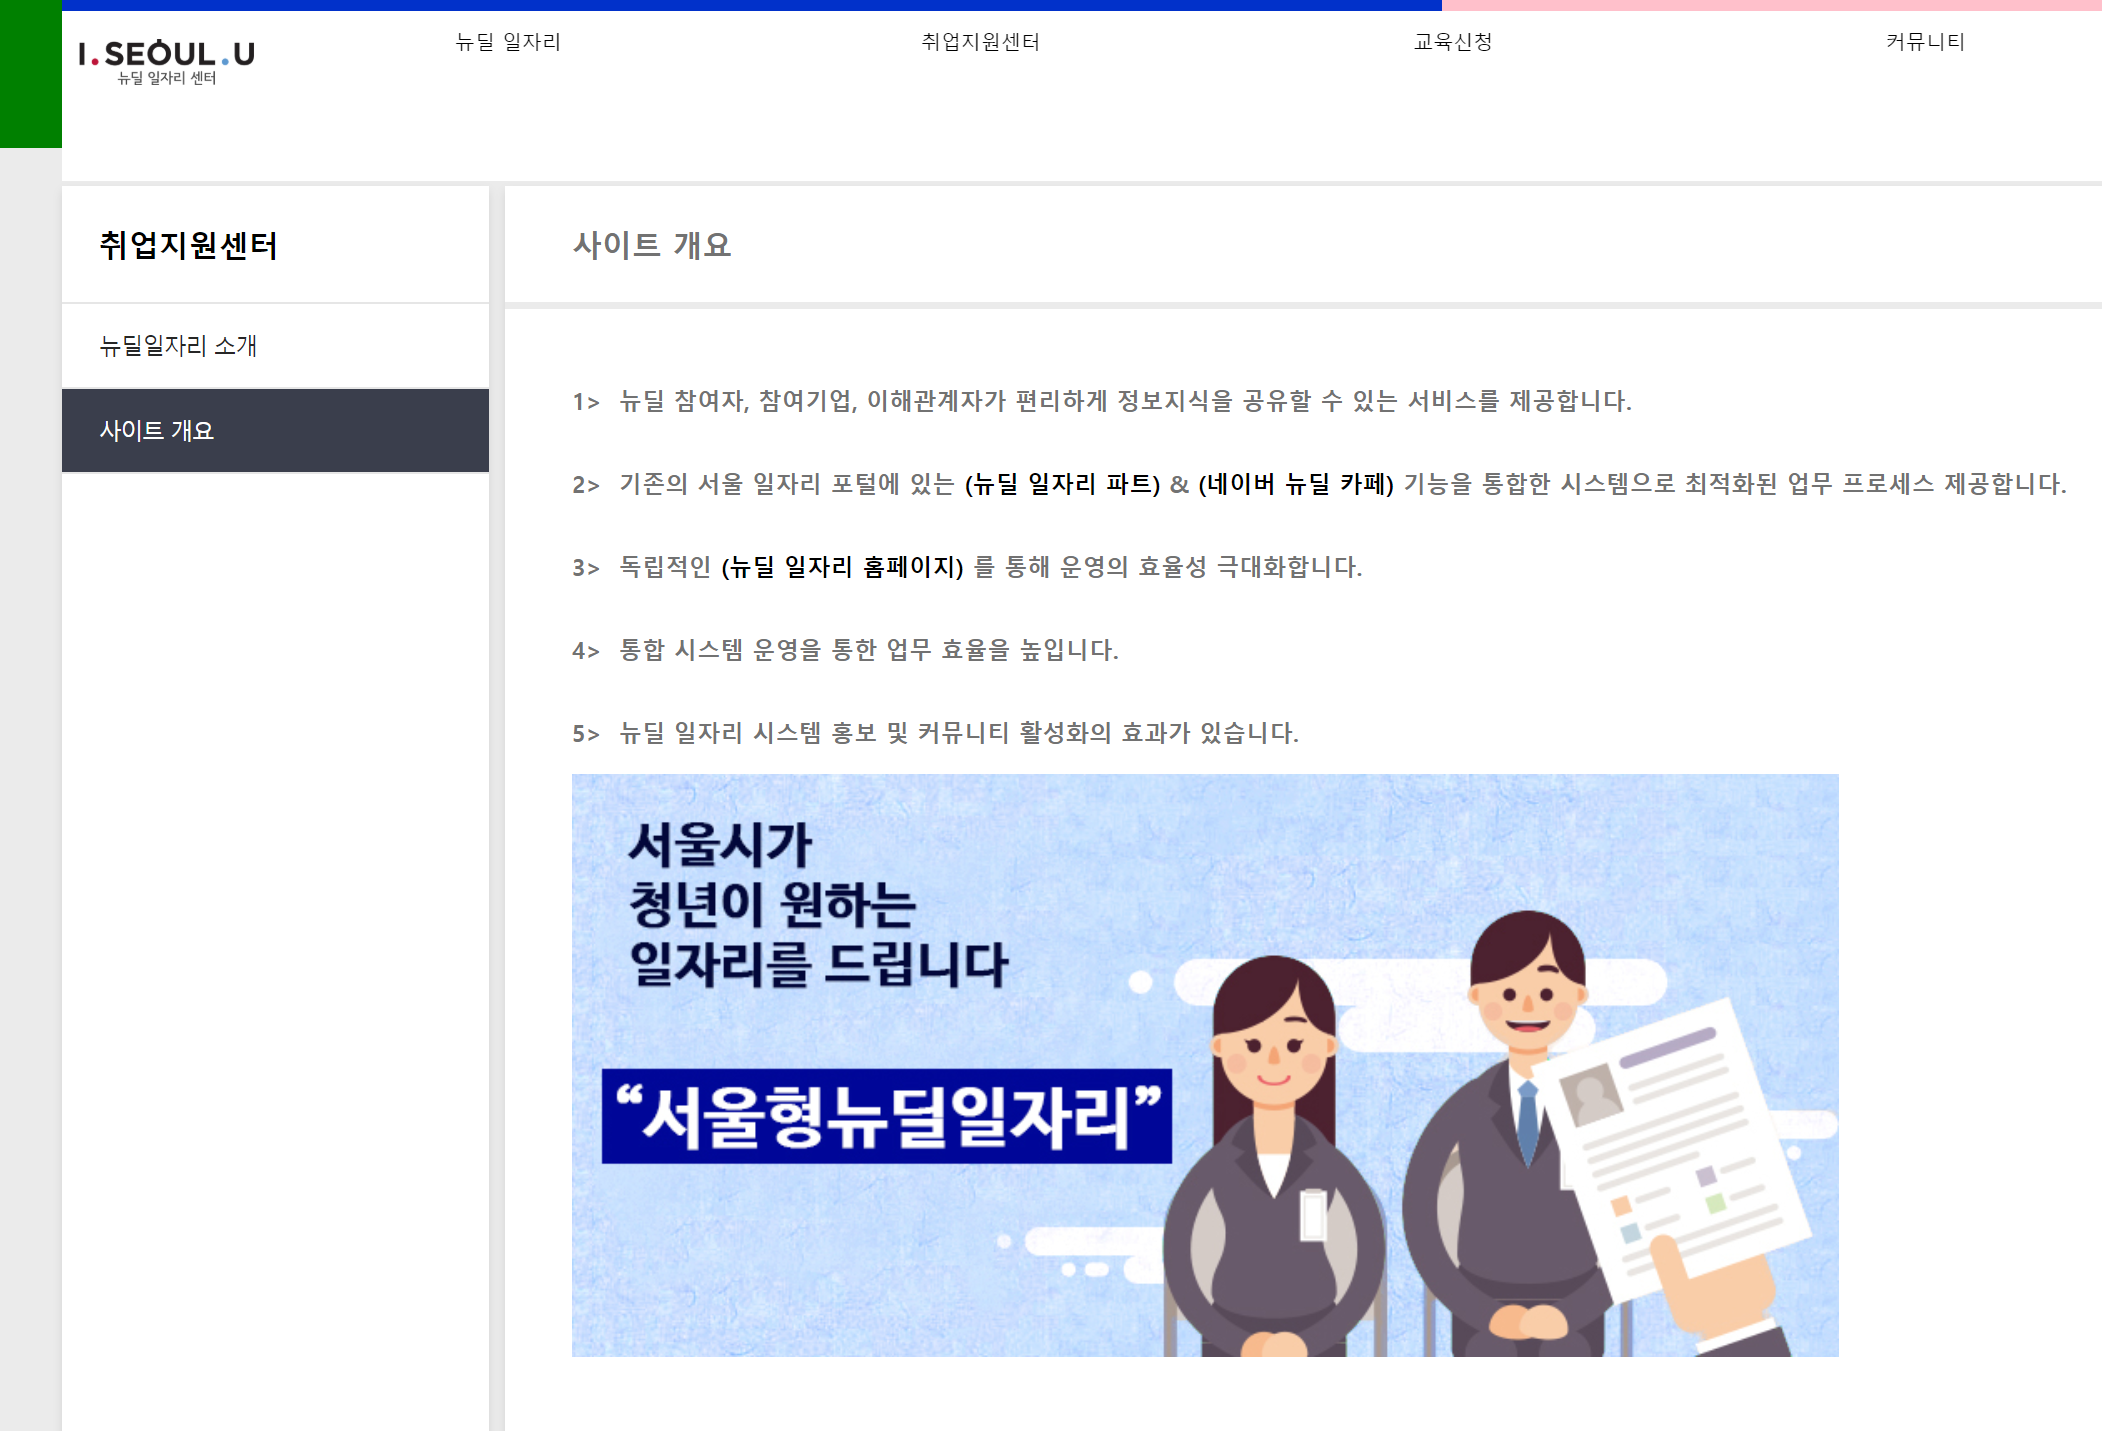 I.SEOUL.U
뉴딜 일자리 센터
뉴딜 일자리
취업지원센터
교육신청
커뮤니티
취업지원센터
뉴딜일자리 소개
사이트 개요
사이트 개요
1> 뉴딜 참여자, 참여기업, 이해관계자가 편리하게 정보지식을 공유할 수 있는 서비스를 제공합니다.
2> 기존의 서울 일자리 포털에 있는 (뉴딜 일자리 파트) & (네이버 뉴딜 카페) 기능을 통합한 시스템으로 최적화된 업무 프로세스 제공합니다.
3> 독립적인 (뉴딜 일자리 홈페이지) 를 통해 운영의 효율성 극대화합니다.
4> 통합 시스템 운영을 통한 업무 효율을 높입니다.
5> 뉴딜 일자리 시스템 홍보 및 커뮤니티 활성화의 효과가 있습니다.
서울시가
청년이 원하는
일자리를 드립니다
“서울형뉴딜일자리”